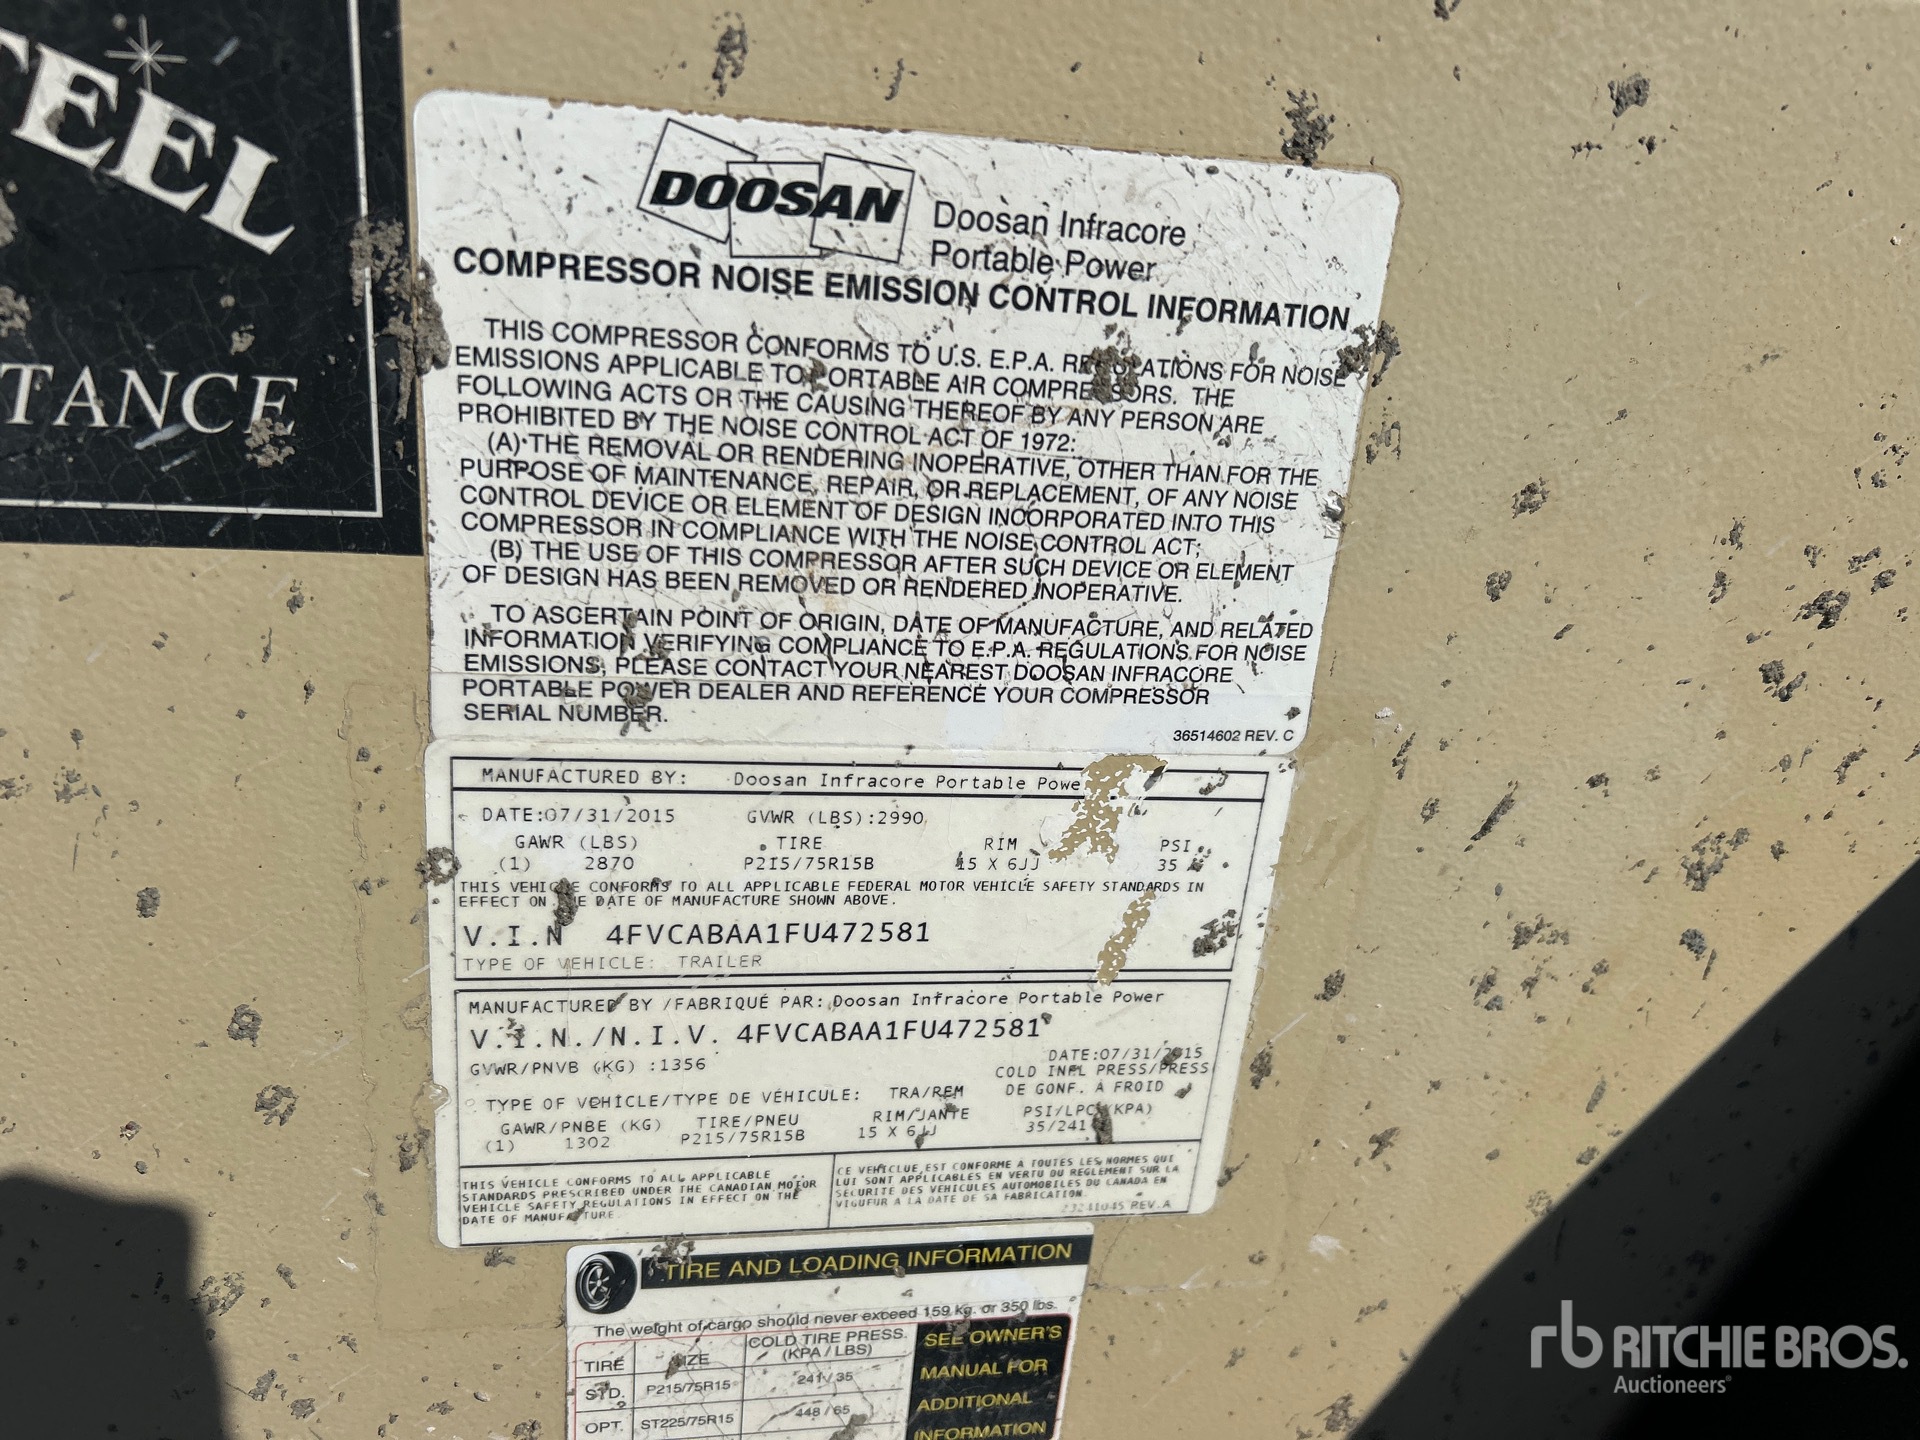 TEEL
TANCE
DOOSAN
Doosan Infracore
Portable Power
COMPRESSOR NOISE EMISSION CONTROL INFORMATION
THIS COMPRESSOR CONFORMS TO U.S. E.P.A. REGULATIONS FOR NOISE
EMISSIONS APPLICABLE TO PORTABLE AIR COMPRESSORS. THE
FOLLOWING ACTS OR THE CAUSING THEREOF BY ANY PERSON ARE
PROHIBITED BY THE NOISE CONTROL ACT OF 1972:
(A) THE REMOVAL OR RENDERING INOPERATIVE, OTHER THAN FOR THE
PURPOSE OF MAINTENANCE, REPAIR, OR REPLACEMENT, OF ANY NOISE
CONTROL DEVICE OR ELEMENT OF DESIGN INCORPORATED INTO THIS
COMPRESSOR IN COMPLIANCE WITH THE NOISE CONTROL ACT;
(B) THE USE OF THIS COMPRESSOR AFTER SUCH DEVICE OR ELEMENT
OF DESIGN HAS BEEN REMOVED OR RENDERED INOPERATIVE.
TO ASCERTAIN POINT OF ORIGIN, DATE OF MANUFACTURE, AND RELATED
INFORMATION VERIFYING COMPLIANCE TO E.P.A. REGULATIONS FOR NOISE
EMISSIONS, PLEASE CONTACT YOUR NEAREST DOOSAN INFRACORE
PORTABLE POWER DEALER AND REFERENCE YOUR COMPRESSOR
SERIAL NUMBER.
36514602 REV. C
MANUFACTURED BY: Doosan Infracore Portable Powe
DATE:07/31/2015 GVWR (LBS):2990
GAWR (LBS) TIRE RIM PSI
(1) 2870 P215/75R15B 15 X 6JJ 35
THIS VEHICLE CONFORMS TO ALL APPLICABLE FEDERAL MOTOR VEHICLE SAFETY STANDARDS IN
EFFECT ON THE DATE OF MANUFACTURE SHOWN ABOVE.
V.I.N 4FVCABAA1FU472581
TYPE OF VEHICLE: TRAILER
MANUFACTURED BY /FABRIQUÉ PAR: Doosan Infracore Portable Power
V.I.N./N.I.V. 4FVCABAA1FU472581
GVWR/PNVB (KG) :1356 DATE:07/31/2015
COLD INFL PRESS/PRESS
TYPE OF VEHICLE/TYPE DE VÉHICULE: TRA/REM DE GONF. A FROID
GAWR/PNBE (KG) TIRE/PNEU RIM/JANTE PSI/LPC (KPA)
(1) 1302 P215/75R15B 15 X 6JJ 35/241
THIS VEHICLE CONFORMS TO ALL APPLICABLE
STANDARDS PRESCRIBED UNDER THE CANADIAN MOTOR
VEHICLE SAFETY REGULATIONS IN EFFECT ON THE
DATE OF MANUFACTURE
CE VEHICLUE EST CONFORME À TOUTES LES NORMES QUI
LUI SONT APPLICABLES EN VERTU DU REGLEMENT SUR LA
SÉCURITÉ DES VÉHICULES AUTOMOBILES DU CANADA EN
VIGUFUR A LA DATE DE SA FABRICATION.
23241045 REV.A
TIRE AND LOADING INFORMATION
The weight of cargo should never exceed 159 kg. or 350 lbs.
TIRE SIZE COLD TIRE PRESS.
(KPA / LBS)
STD. P215/75R15 241 / 35
OPT. ST225/75R15 448 / 65
SEE OWNER'S
MANUAL FOR
ADDITIONAL
INFORMATION
rb RITCHIE BROS.
Auctioneers